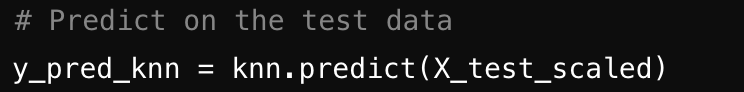 # Predict on the test data
y_pred_knn = knn.predict(X_test_scaled)